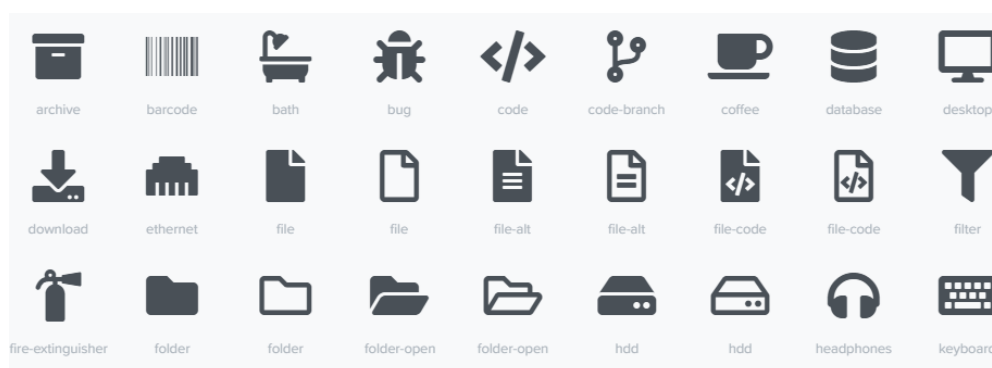 archive barcode bath bug code code-branch coffee database desktop
download ethernet file file file-alt file-alt file-code file-code filter
fire-extinguisher folder folder folder-open folder-open hdd hdd headphones keyboard